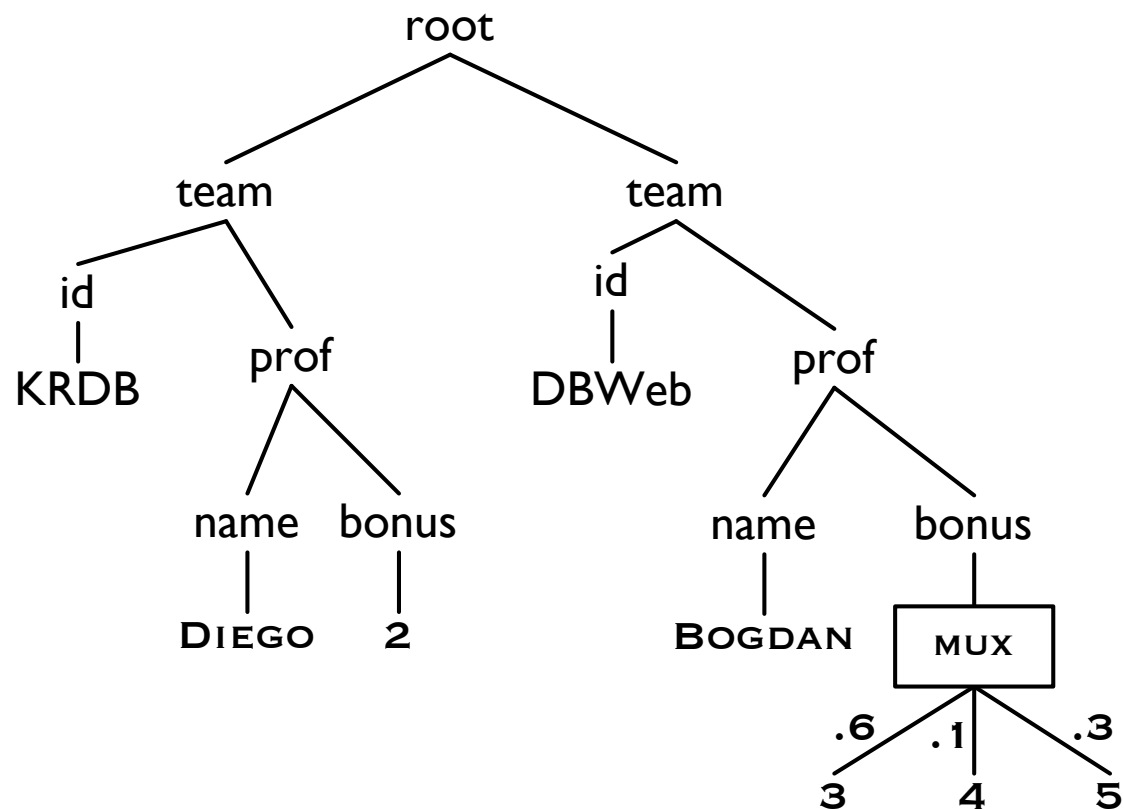 root
team team
id id
KRDB prof DBWeb prof
name bonus name bonus
DIEGO 2 BOGDAN MUX
.6 .1 .3
3 4 5